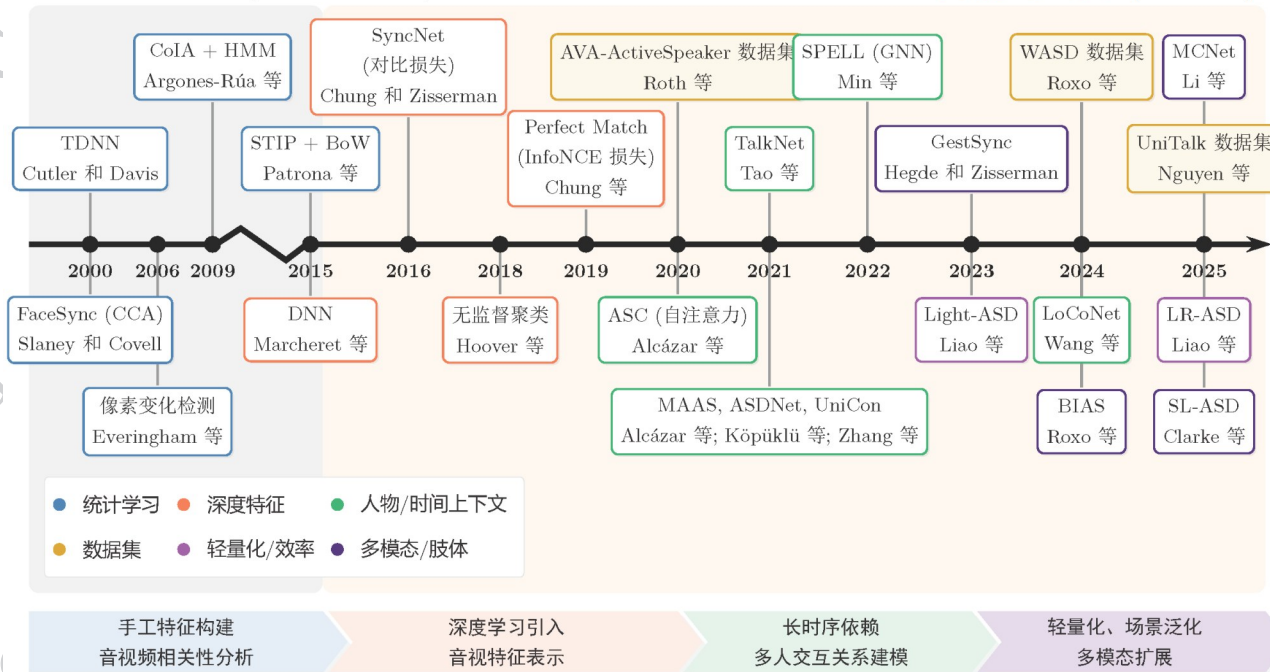 CoIA + HMM
Argones-Rúa 等
SyncNet
(对比损失)
Chung 和 Zisserman
AVA-ActiveSpeaker 数据集
Roth 等
SPELL (GNN)
Min 等
WASD 数据集
Roxo 等
MCNet
Li 等
TDNN
Cutler 和 Davis
STIP + BoW
Patrona 等
Perfect Match
(InfoNCE 损失)
Chung 等
TalkNet
Tao 等
GestSync
Hegde 和 Zisserman
UniTalk 数据集
Nguyen 等
2000
2006
2009
2015
2016
2018
2019
2020
2021
2022
2023
2024
2025
FaceSync (CCA)
Slaney 和 Covell
DNN
Marcheret 等
无监督聚类
Hoover 等
ASC (自注意力)
Alcázar 等
Light-ASD
Liao 等
LoCoNet
Wang 等
LR-ASD
Liao 等
像素变化检测
Everingham 等
MAAS, ASDNet, UniCon
Alcázar 等; Köpüklü 等; Zhang 等
BIAS
Roxo 等
SL-ASD
Clarke 等
统计学习
深度特征
人物/时间上下文
数据集
轻量化/效率
多模态/肢体
手工特征构建
音视频相关性分析
深度学习引入
音视特征表示
长时序依赖
多人交互关系建模
轻量化、场景泛化
多模态扩展